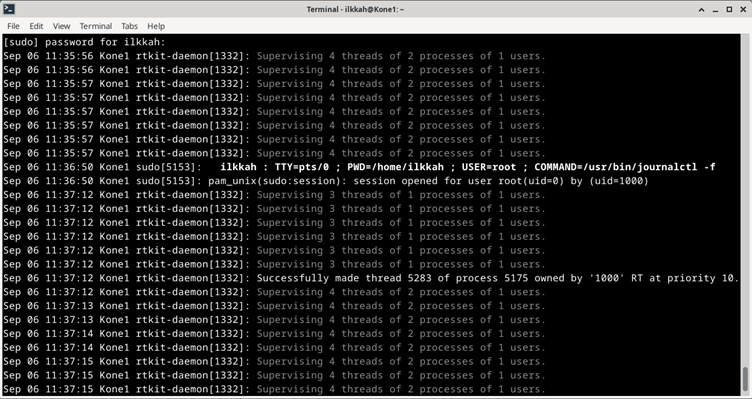 Terminal - ilkkah@Kone1: ~
File Edit View Terminal Tabs Help
[sudo] password for ilkkah:
Sep 06 11:35:56 Kone1 rtkit-daemon[1332]: Supervising 4 threads of 2 processes of 1 users.
Sep 06 11:35:56 Kone1 rtkit-daemon[1332]: Supervising 4 threads of 2 processes of 1 users.
Sep 06 11:35:57 Kone1 rtkit-daemon[1332]: Supervising 4 threads of 2 processes of 1 users.
Sep 06 11:35:57 Kone1 rtkit-daemon[1332]: Supervising 4 threads of 2 processes of 1 users.
Sep 06 11:35:57 Kone1 rtkit-daemon[1332]: Supervising 4 threads of 2 processes of 1 users.
Sep 06 11:35:57 Kone1 rtkit-daemon[1332]: Supervising 4 threads of 2 processes of 1 users.
Sep 06 11:35:57 Kone1 rtkit-daemon[1332]: Supervising 4 threads of 2 processes of 1 users.
Sep 06 11:35:57 Kone1 rtkit-daemon[1332]: Supervising 4 threads of 2 processes of 1 users.
Sep 06 11:36:50 Kone1 sudo[5153]:   ilkkah : TTY=pts/0 ; PWD=/home/ilkkah ; USER=root ; COMMAND=/usr/bin/journalctl -f
Sep 06 11:36:50 Kone1 sudo[5153]: pam_unix(sudo:session): session opened for user root(uid=0) by (uid=1000)
Sep 06 11:37:12 Kone1 rtkit-daemon[1332]: Supervising 3 threads of 1 processes of 1 users.
Sep 06 11:37:12 Kone1 rtkit-daemon[1332]: Supervising 3 threads of 1 processes of 1 users.
Sep 06 11:37:12 Kone1 rtkit-daemon[1332]: Supervising 3 threads of 1 processes of 1 users.
Sep 06 11:37:12 Kone1 rtkit-daemon[1332]: Supervising 3 threads of 1 processes of 1 users.
Sep 06 11:37:12 Kone1 rtkit-daemon[1332]: Supervising 3 threads of 1 processes of 1 users.
Sep 06 11:37:12 Kone1 rtkit-daemon[1332]: Supervising 3 threads of 1 processes of 1 users.
Sep 06 11:37:12 Kone1 rtkit-daemon[1332]: Successfully made thread 5283 of process 5175 owned by '1000' RT at priority 10.
Sep 06 11:37:12 Kone1 rtkit-daemon[1332]: Supervising 4 threads of 2 processes of 1 users.
Sep 06 11:37:13 Kone1 rtkit-daemon[1332]: Supervising 4 threads of 2 processes of 1 users.
Sep 06 11:37:13 Kone1 rtkit-daemon[1332]: Supervising 4 threads of 2 processes of 1 users.
Sep 06 11:37:14 Kone1 rtkit-daemon[1332]: Supervising 4 threads of 2 processes of 1 users.
Sep 06 11:37:14 Kone1 rtkit-daemon[1332]: Supervising 4 threads of 2 processes of 1 users.
Sep 06 11:37:15 Kone1 rtkit-daemon[1332]: Supervising 4 threads of 2 processes of 1 users.
Sep 06 11:37:15 Kone1 rtkit-daemon[1332]: Supervising 4 threads of 2 processes of 1 users.
Sep 06 11:37:15 Kone1 rtkit-daemon[1332]: Supervising 4 threads of 2 processes of 1 users.